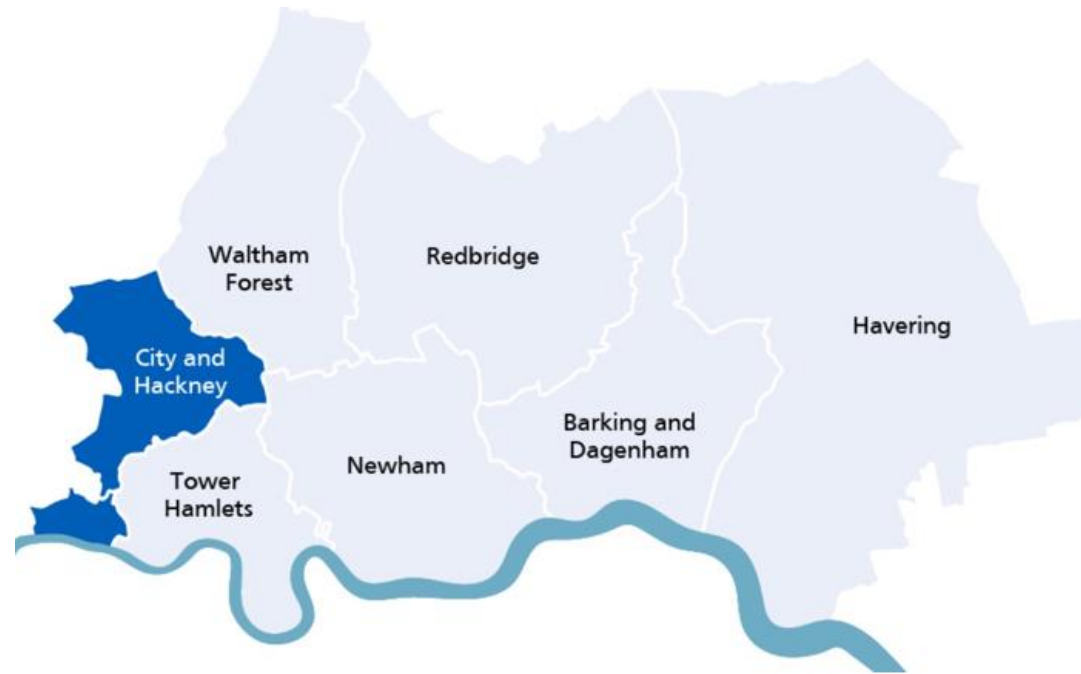 Waltham
Forest
Redbridge
Havering
City and
Hackney
Barking and
Dagenham
Newham
Tower
Hamlets